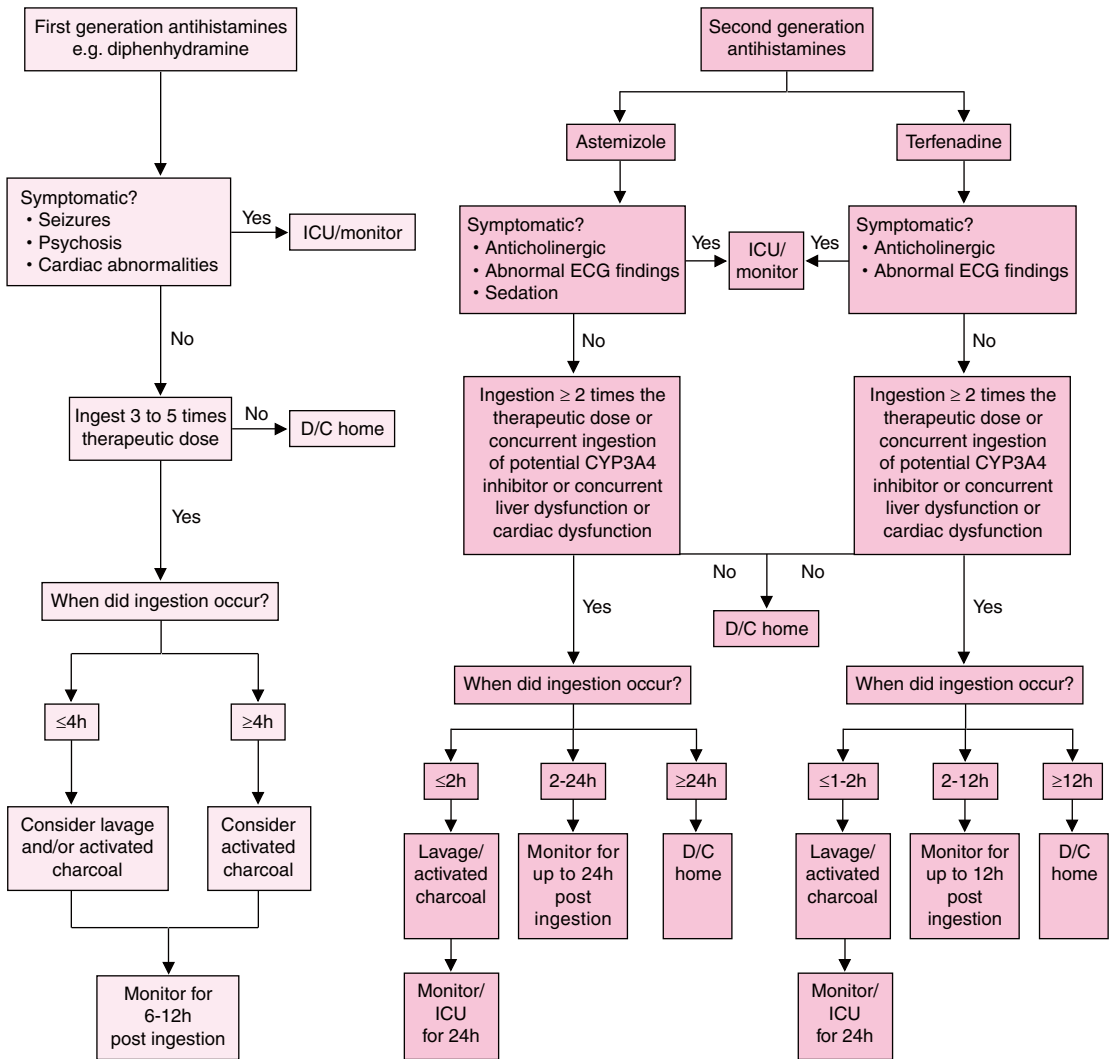 First generation antihistamines
e.g. diphenhydramine
Symptomatic?
• Seizures
• Psychosis
• Cardiac abnormalities
Yes
ICU/monitor
No
Ingest 3 to 5 times
therapeutic dose
No
D/C home
Yes
When did ingestion occur?
≤4h
≥4h
Consider lavage
and/or activated
charcoal
Consider
activated
charcoal
Monitor for
6-12h
post ingestion
Second generation
antihistamines
Astemizole
Terfenadine
Symptomatic?
• Anticholinergic
• Abnormal ECG findings
• Sedation
Yes
ICU/
monitor
Yes
Symptomatic?
• Anticholinergic
• Abnormal ECG findings
No
No
Ingestion ≥ 2 times the
therapeutic dose or
concurrent ingestion
of potential CYP3A4
inhibitor or concurrent
liver dysfunction or
cardiac dysfunction
Ingestion ≥ 2 times the
therapeutic dose or
concurrent ingestion
of potential CYP3A4
inhibitor or concurrent
liver dysfunction or
cardiac dysfunction
No
No
D/C home
Yes
Yes
When did ingestion occur?
≤2h
2-24h
≥24h
Lavage/
activated
charcoal
Monitor for
up to 24h
post
ingestion
D/C
home
Monitor/
ICU
for 24h
When did ingestion occur?
≤1-2h
2-12h
≥12h
Lavage/
activated
charcoal
Monitor for
up to 12h
post
ingestion
D/C
home
Monitor/
ICU
for 24h